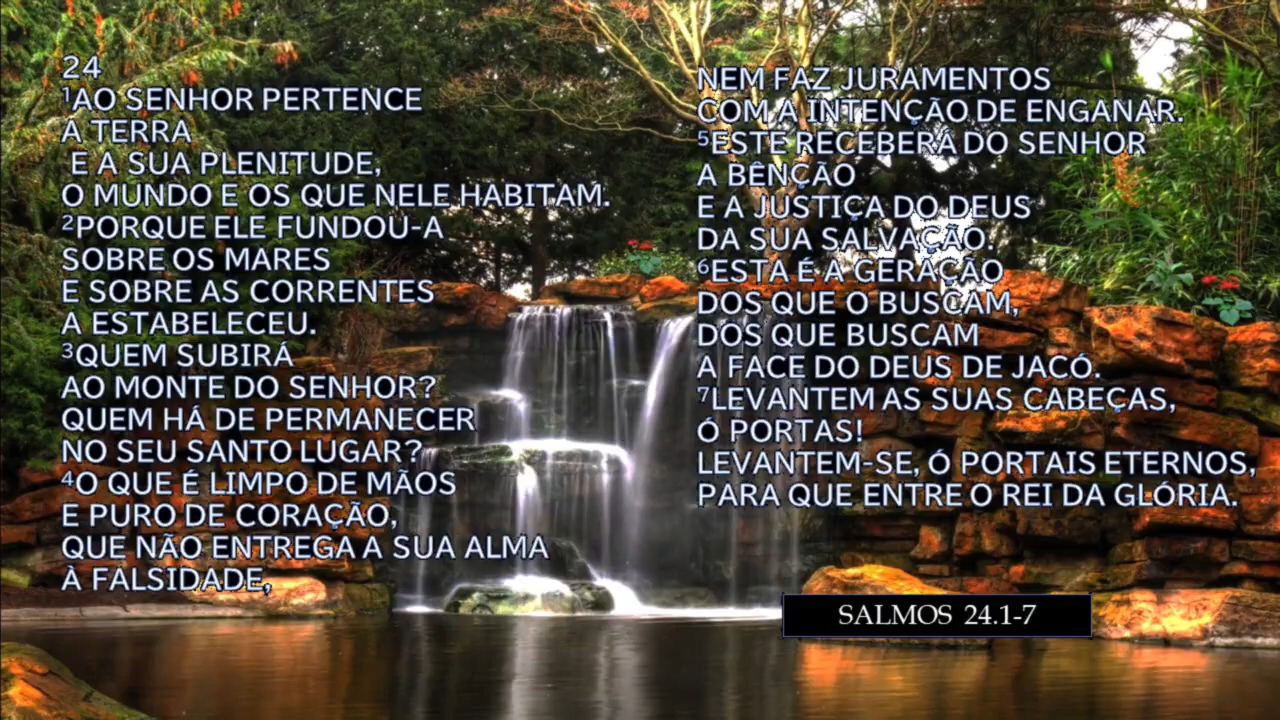 24
¹AO SENHOR PERTENCE
A TERRA
E A SUA PLENITUDE,
O MUNDO E OS QUE NELE HABITAM.
²PORQUE ELE FUNDOU-A
SOBRE OS MARES
E SOBRE AS CORRENTES
A ESTABELECEU.
³QUEM SUBIRÁ
AO MONTE DO SENHOR?
QUEM HÁ DE PERMANECER
NO SEU SANTO LUGAR?
⁴O QUE É LIMPO DE MÃOS
E PURO DE CORAÇÃO,
QUE NÃO ENTREGA A SUA ALMA
À FALSIDADE,
NEM FAZ JURAMENTOS
COM A INTENÇÃO DE ENGANAR.
⁵ESTE RECEBERÁ DO SENHOR
A BÊNÇÃO
E A JUSTIÇA DO DEUS
DA SUA SALVAÇÃO.
⁶ESTA É A GERAÇÃO
DOS QUE O BUSCAM,
DOS QUE BUSCAM
A FACE DO DEUS DE JACÓ.
⁷LEVANTEM AS SUAS CABEÇAS,
Ó PORTAS!
LEVANTEM-SE, Ó PORTAIS ETERNOS,
PARA QUE ENTRE O REI DA GLÓRIA.
SALMOS 24.1-7